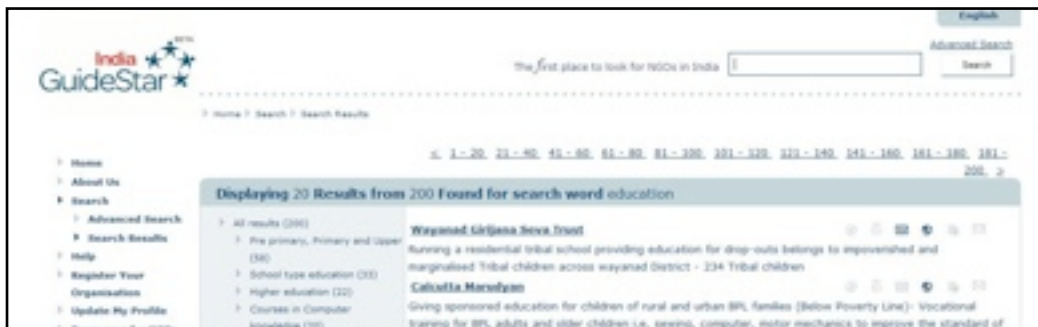 English
BETA
India
GuideStar
Advanced Search
The first place to look for NGOs in India
Search
Home Search Search Results
< 1 - 20 21 - 40 41 - 60 61 - 80 81 - 100 101 - 120 121 - 140 141 - 160 161 - 180 181 -
200 >
Home
About Us
Search
Advanced Search
Search Results
Help
Register Your
Organisation
Update My Profile
Displaying 20 Results from 200 Found for search word education
All results (200)
Pre primary, Primary and Upper
(50)
School type education (33)
Higher education (22)
Courses in Computer
knowledge
Wayanad Girijana Seva Trust
Running a residential tribal school providing education for drop-outs belongs to impoverished and
marginalised Tribal children across wayanad District - 234 Tribal children
Calcutta Marudyan
Giving sponsored education for children of rural and urban BPL families (Below Poverty Line)- Vocational
training for BPL adults and older children i.e. sewing, computer, motor mechanics to improve the standard of